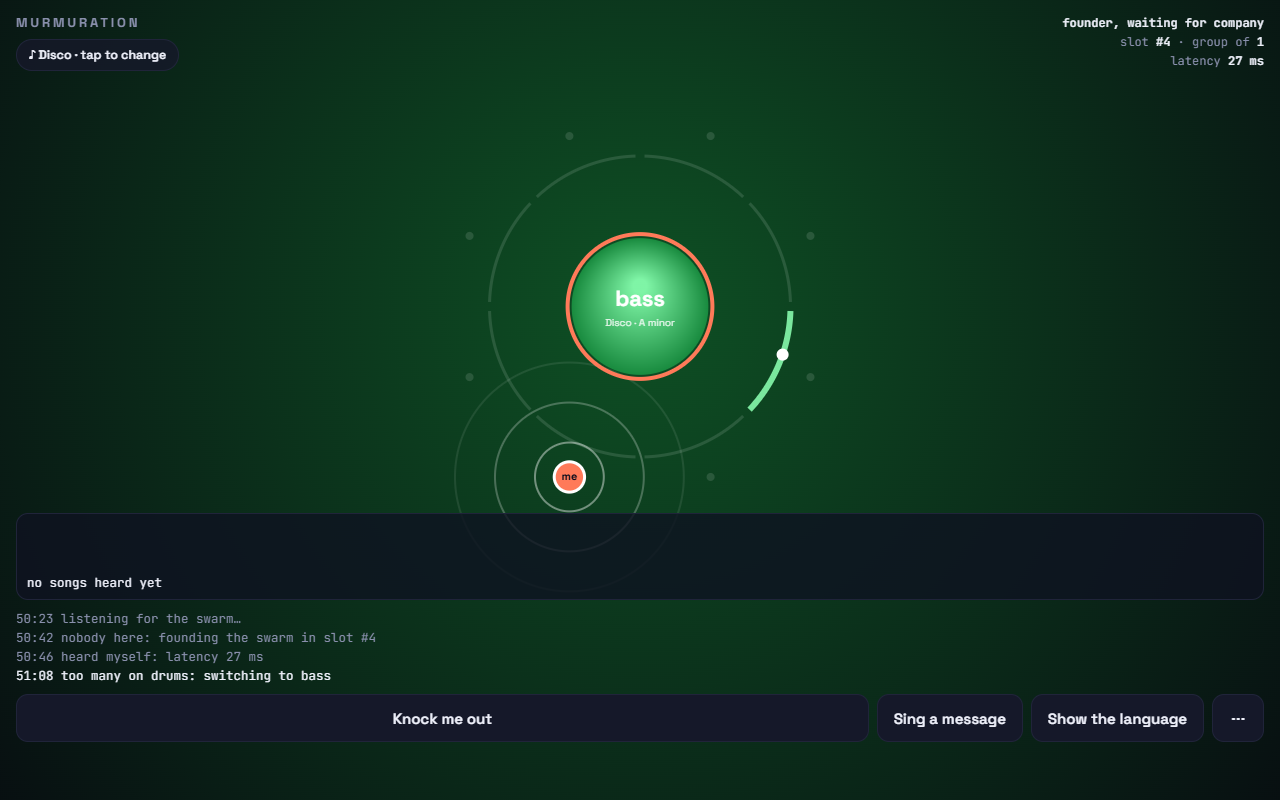 MURMURATION
♪ Disco · tap to change
founder, waiting for company
slot #4 · group of 1
latency 27 ms
bass
Disco · A minor
me
no songs heard yet
50:23 listening for the swarm…
50:42 nobody here: founding the swarm in slot #4
50:46 heard myself: latency 27 ms
51:08 too many on drums: switching to bass
Knock me out
Sing a message
Show the language
···